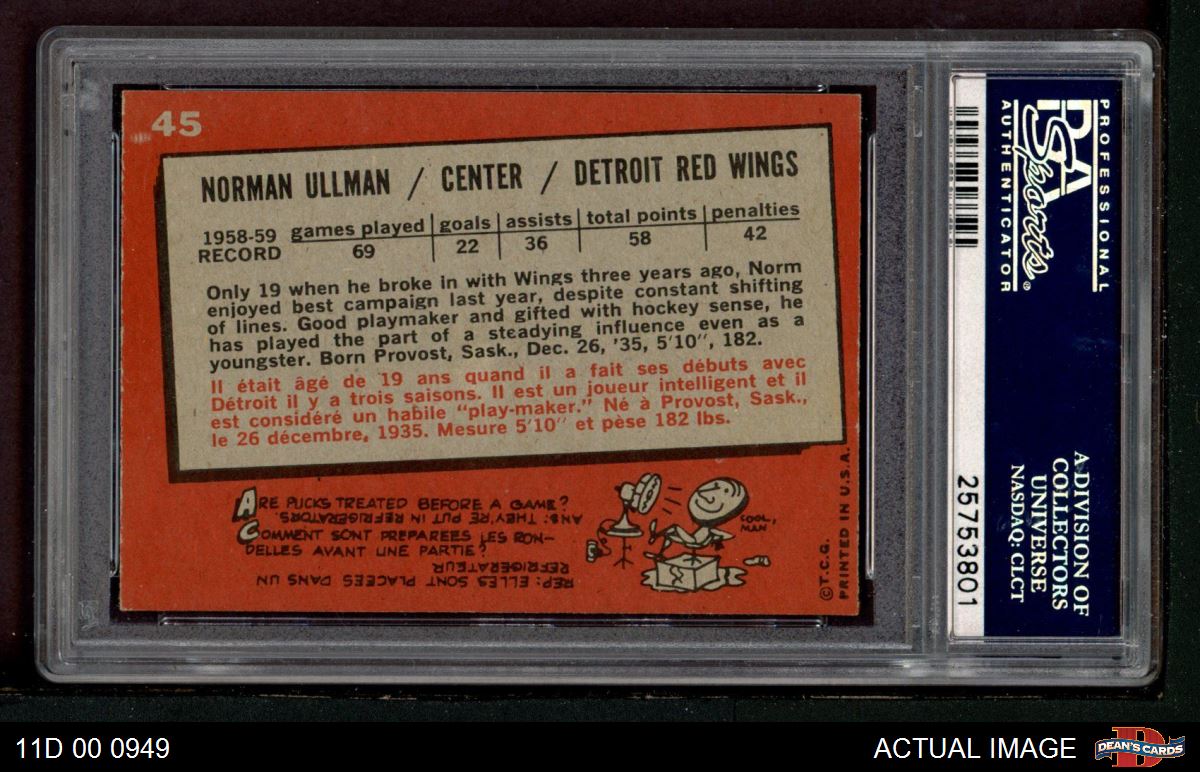 45
NORMAN ULLMAN / CENTER / DETROIT RED WINGS
games played goals assists total points penalties
1958-59 RECORD 69 22 36 58 42
Only 19 when he broke in with Wings three years ago, Norm
enjoyed best campaign last year, despite constant shifting
of lines. Good playmaker and gifted with hockey sense, he
has played the part of a steadying influence even as a
youngster. Born Provost, Sask., Dec. 26, '35, 5'10", 182.
Il était âgé de 19 ans quand il a fait ses débuts avec
Détroit il y a trois saisons. Il est un joueur intelligent et il
est considéré un habile "play-maker." Né à Provost, Sask.,
le 26 décembre, 1935. Mesure 5'10" et pèse 182 lbs.
ARE PUCKS TREATED BEFORE A GAME?
ANS: THEY'RE PUT IN REFRIGERATORS.
COMMENT SONT PREPAREES LES RON-
DELLES AVANT UNE PARTIE?
REP: ELLES SONT PLACEES DANS UN
REFRIGERATEUR
COOL,
MAN
©T.C.G.
PRINTED IN U.S.A.
PROFESSIONAL
PSA
Sports®
AUTHENTICATOR
A DIVISION OF
COLLECTORS
UNIVERSE
NASDAQ: CLCT
25753801
11D 00 0949
ACTUAL IMAGE
D
DEAN'S CARDS